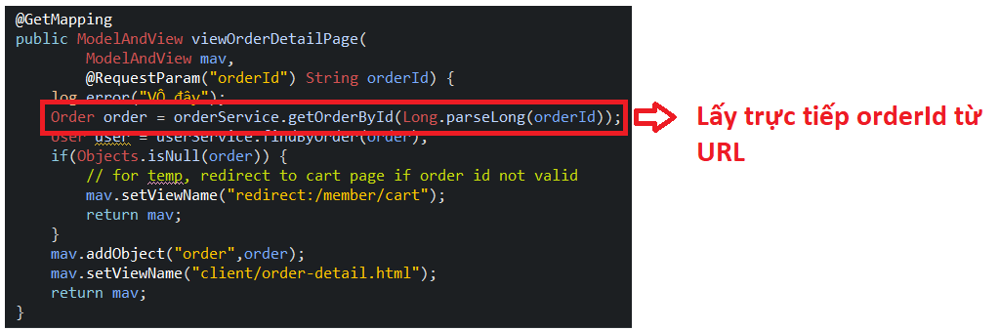 @GetMapping
public ModelAndView viewOrderDetailPage(
ModelAndView mav,
@RequestParam("orderId") String orderId) {
log.error("VÔ đây");
Order order = orderService.getOrderById(Long.parseLong(orderId));
User user = userService.findByOrder(order);
if(Objects.isNull(order)) {
// for temp, redirect to cart page if order id not valid
mav.setViewName("redirect:/member/cart");
return mav;
}
mav.addObject("order",order);
mav.setViewName("client/order-detail.html");
return mav;
}
Lấy trực tiếp orderId từ
URL